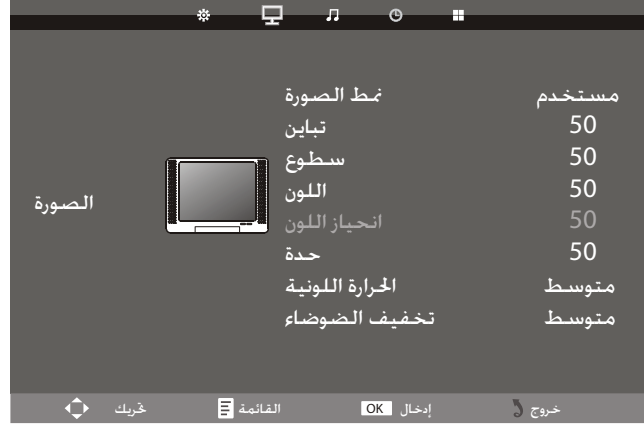 نمط الصورة مستخدم
تباين 50
سطوع 50
اللون 50
انحياز اللون 50
حدة 50
الحرارة اللونية متوسط
تخفيف الضوضاء متوسط
الصورة
تحريك القائمة إدخال OK خروج